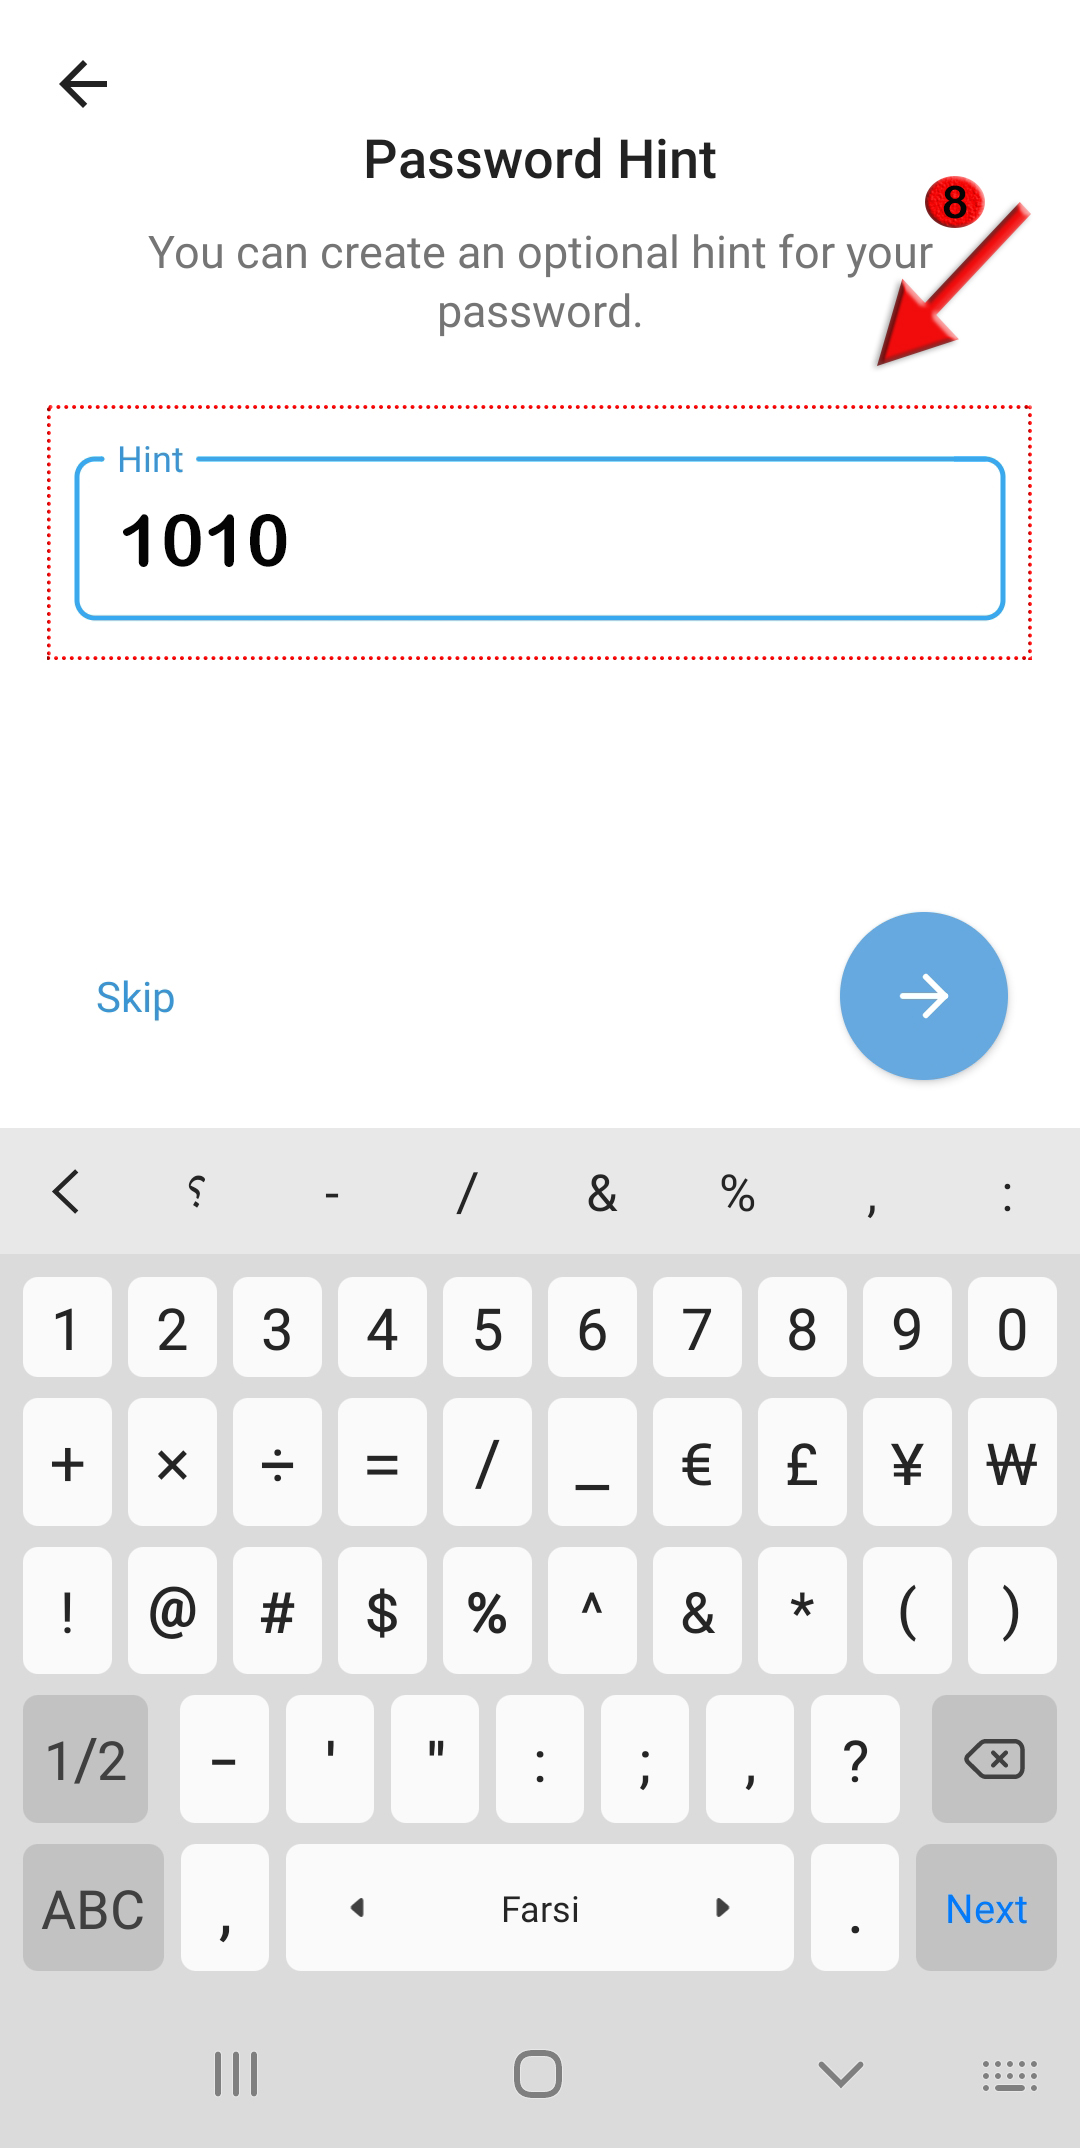 Password Hint
8
You can create an optional hint for your
password.
Hint
1010
Skip
؟ - / & % , :
1 2 3 4 5 6 7 8 9 0
+ × ÷ = / _ € £ ¥ ₩
! @ # $ % ^ & * ( )
1/2 - ' " : ; , ?
ABC , Farsi . Next